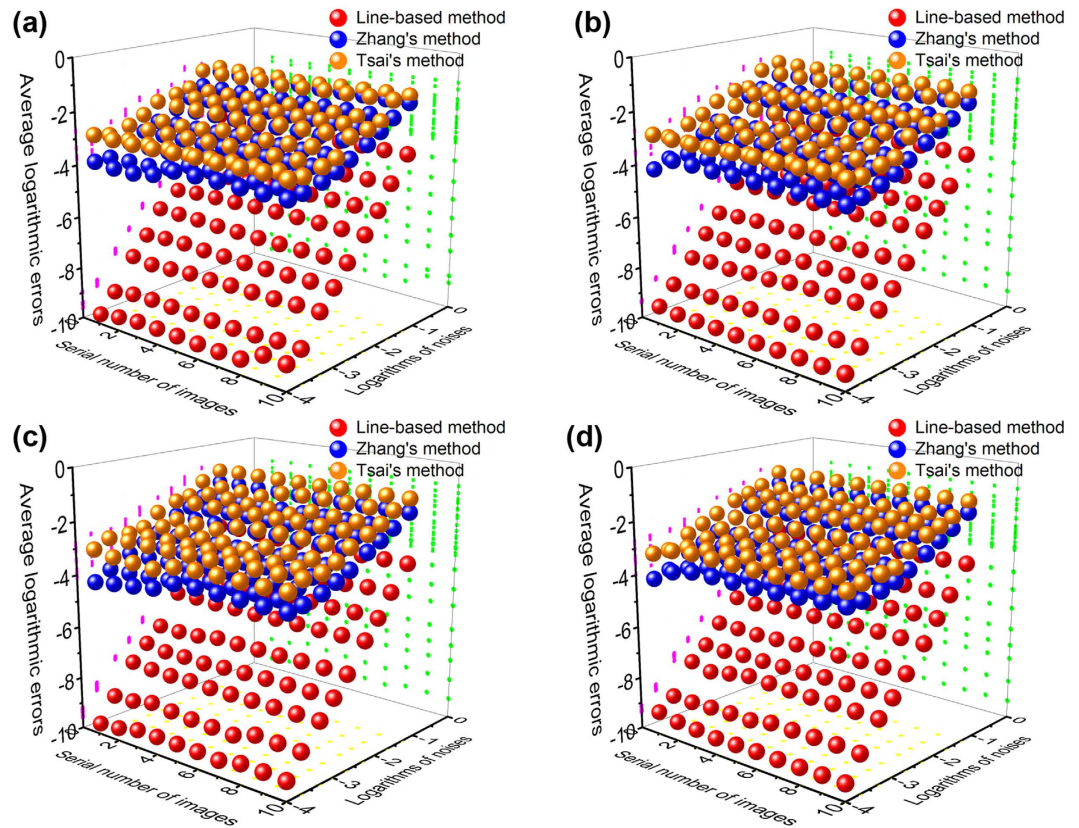 (a)
Line-based method
Zhang's method
Tsai's method
Average logarithmic errors
0
-2
-4
-6
-8
-10
Serial number of images
2
4
6
8
10
Logarithms of noises
-4
-3
2
-1
0
(b)
Line-based method
Zhang's method
Tsai's method
Average logarithmic errors
0
-2
-4
-6
-8
-10
Serial number of images
2
4
6
8
10
Logarithms of noises
-4
-3
2
-1
0
(c)
Line-based method
Zhang's method
Tsai's method
Average logarithmic errors
0
-2
-4
-6
-8
-10
Serial number of images
2
4
6
8
10
Logarithms of noises
-4
-3
2
-1
0
(d)
Line-based method
Zhang's method
Tsai's method
Average logarithmic errors
0
-2
-4
-6
-8
-10
Serial number of images
2
4
6
8
10
Logarithms of noises
-4
-3
2
-1
0